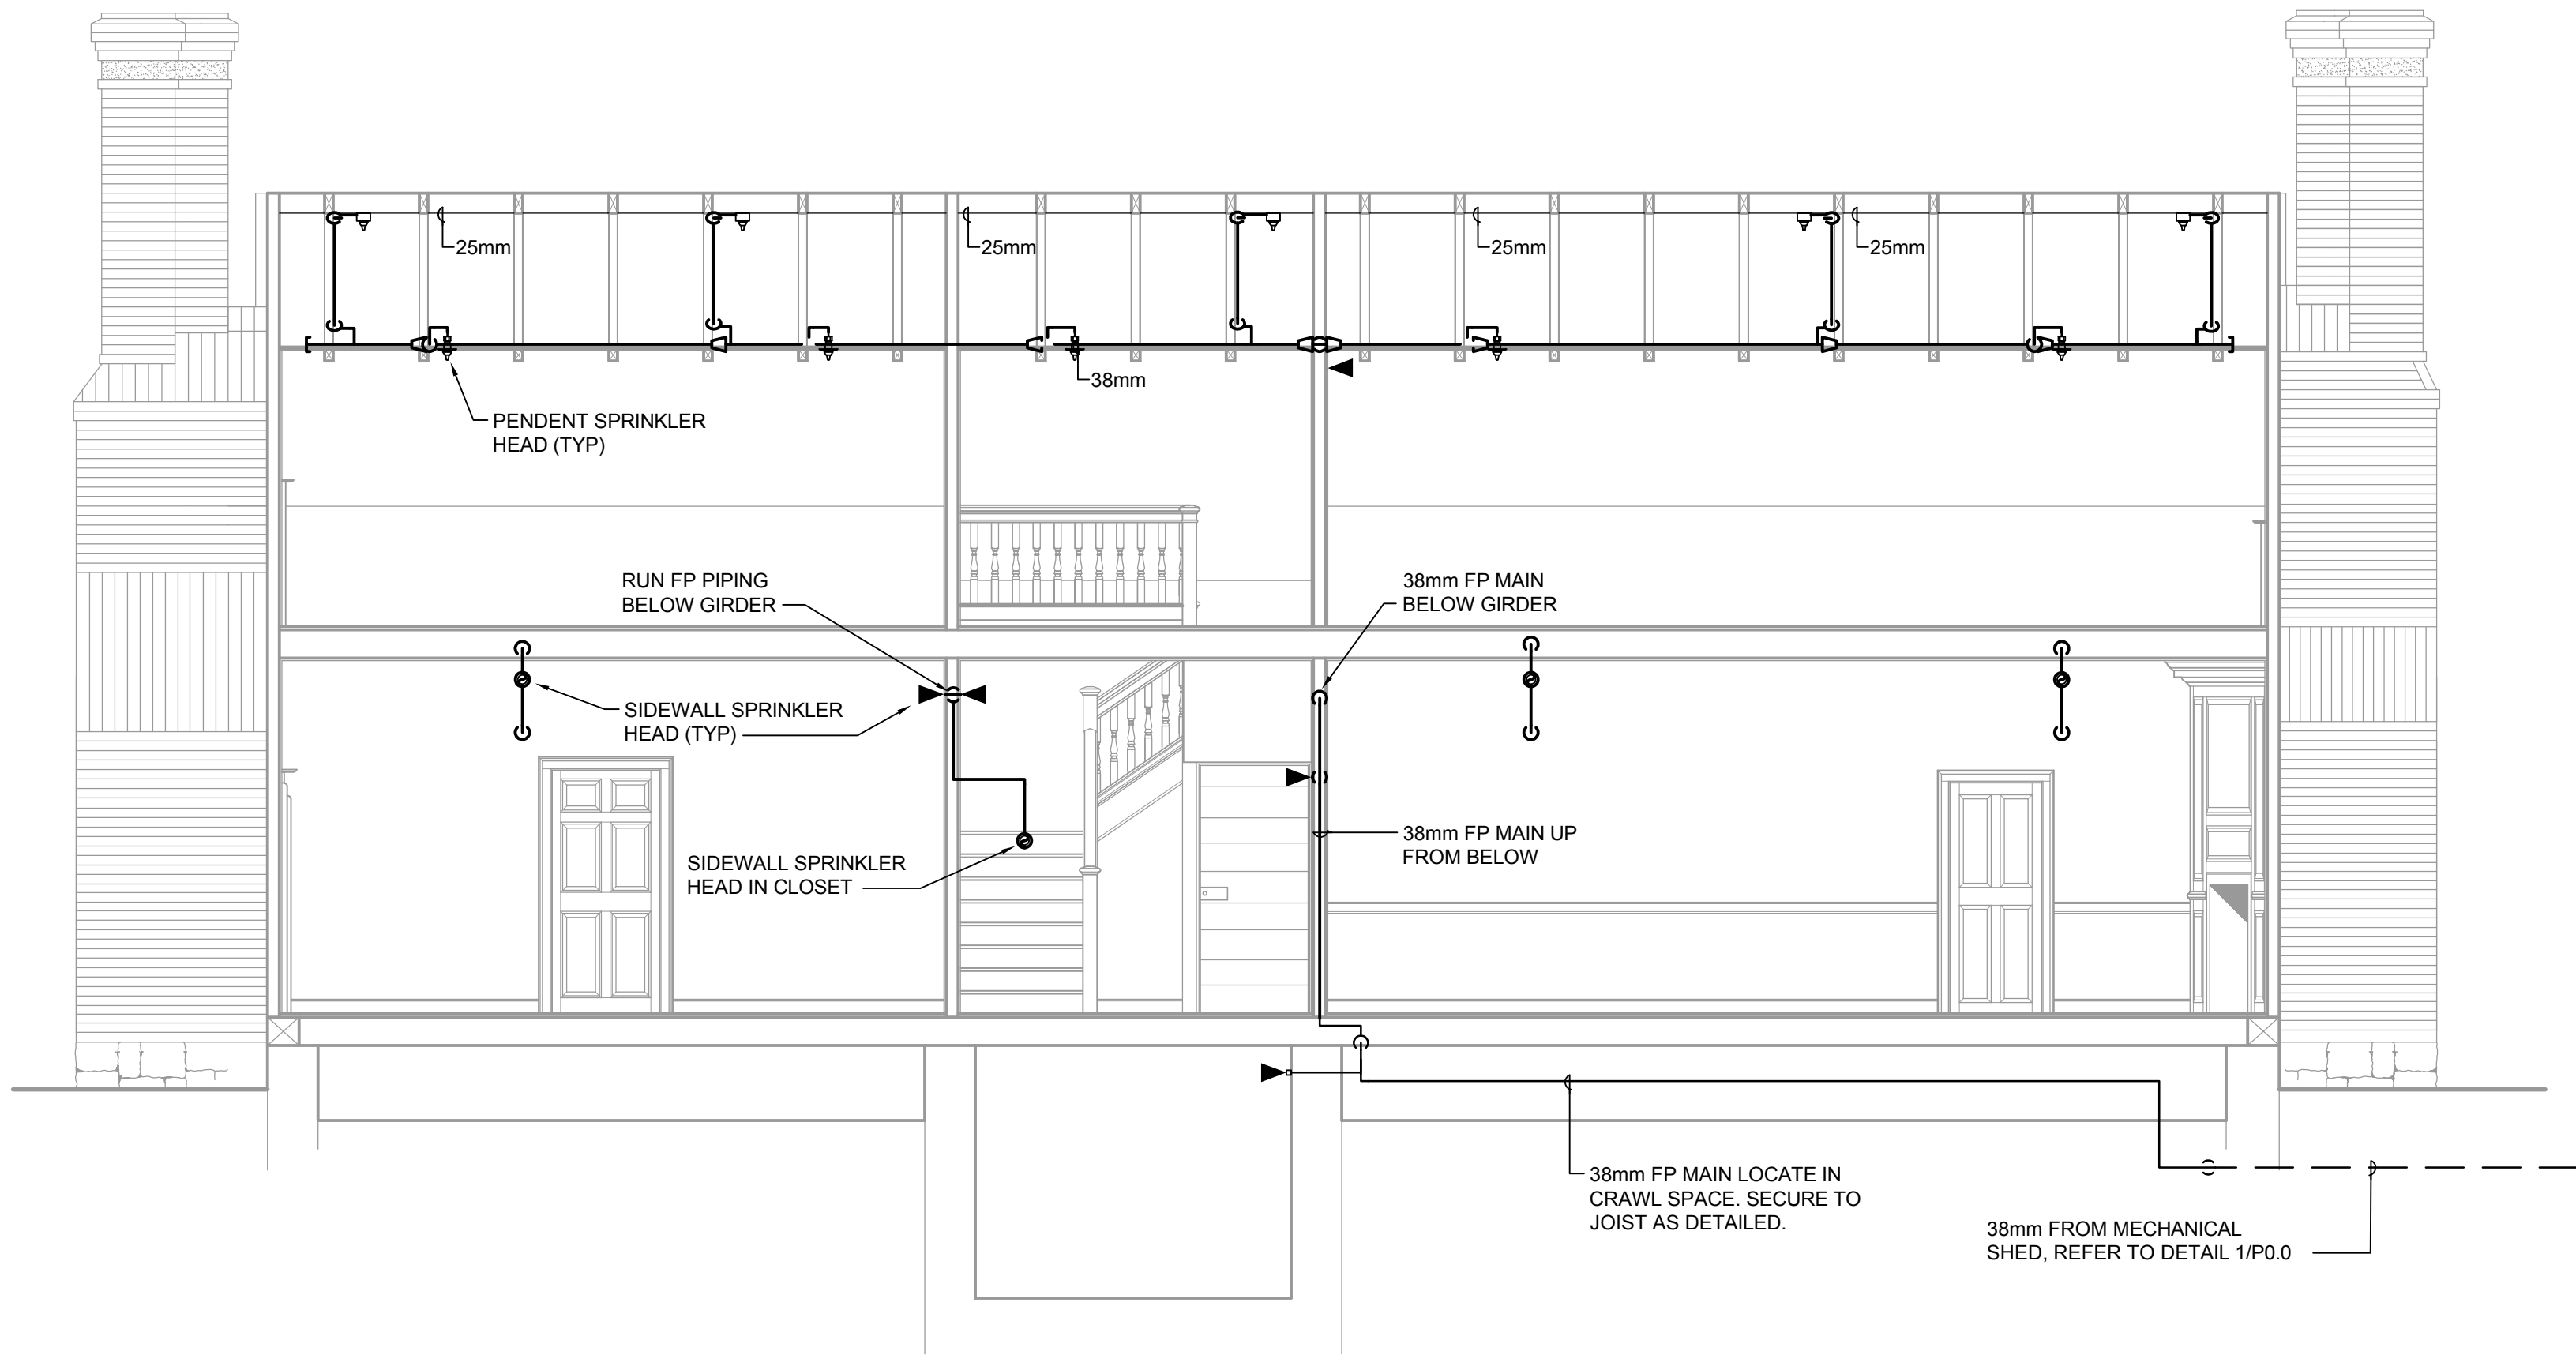 25mm
25mm
25mm
25mm
38mm
PENDENT SPRINKLER
HEAD (TYP)
RUN FP PIPING
BELOW GIRDER
38mm FP MAIN
BELOW GIRDER
SIDEWALL SPRINKLER
HEAD (TYP)
38mm FP MAIN UP
FROM BELOW
SIDEWALL SPRINKLER
HEAD IN CLOSET
38mm FP MAIN LOCATE IN
CRAWL SPACE. SECURE TO
JOIST AS DETAILED.
38mm FROM MECHANICAL
SHED, REFER TO DETAIL 1/P0.0